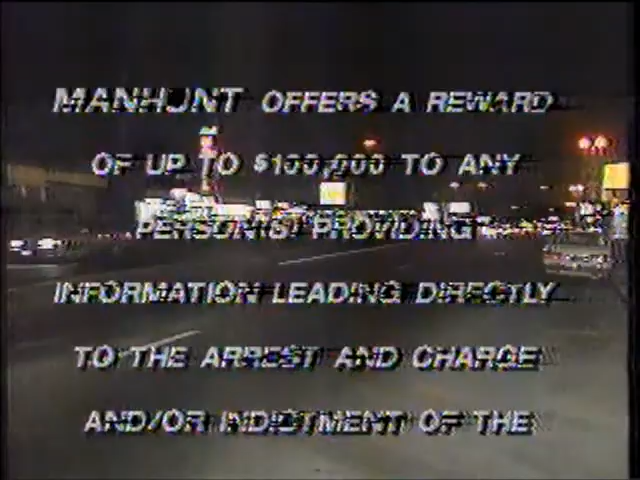 MANHUNT OFFERS A REWARD
OF UP TO $100,000 TO ANY
PERSON(S) PROVIDING
INFORMATION LEADING DIRECTLY
TO THE ARREST AND CHARGE
AND/OR INDICTMENT OF THE